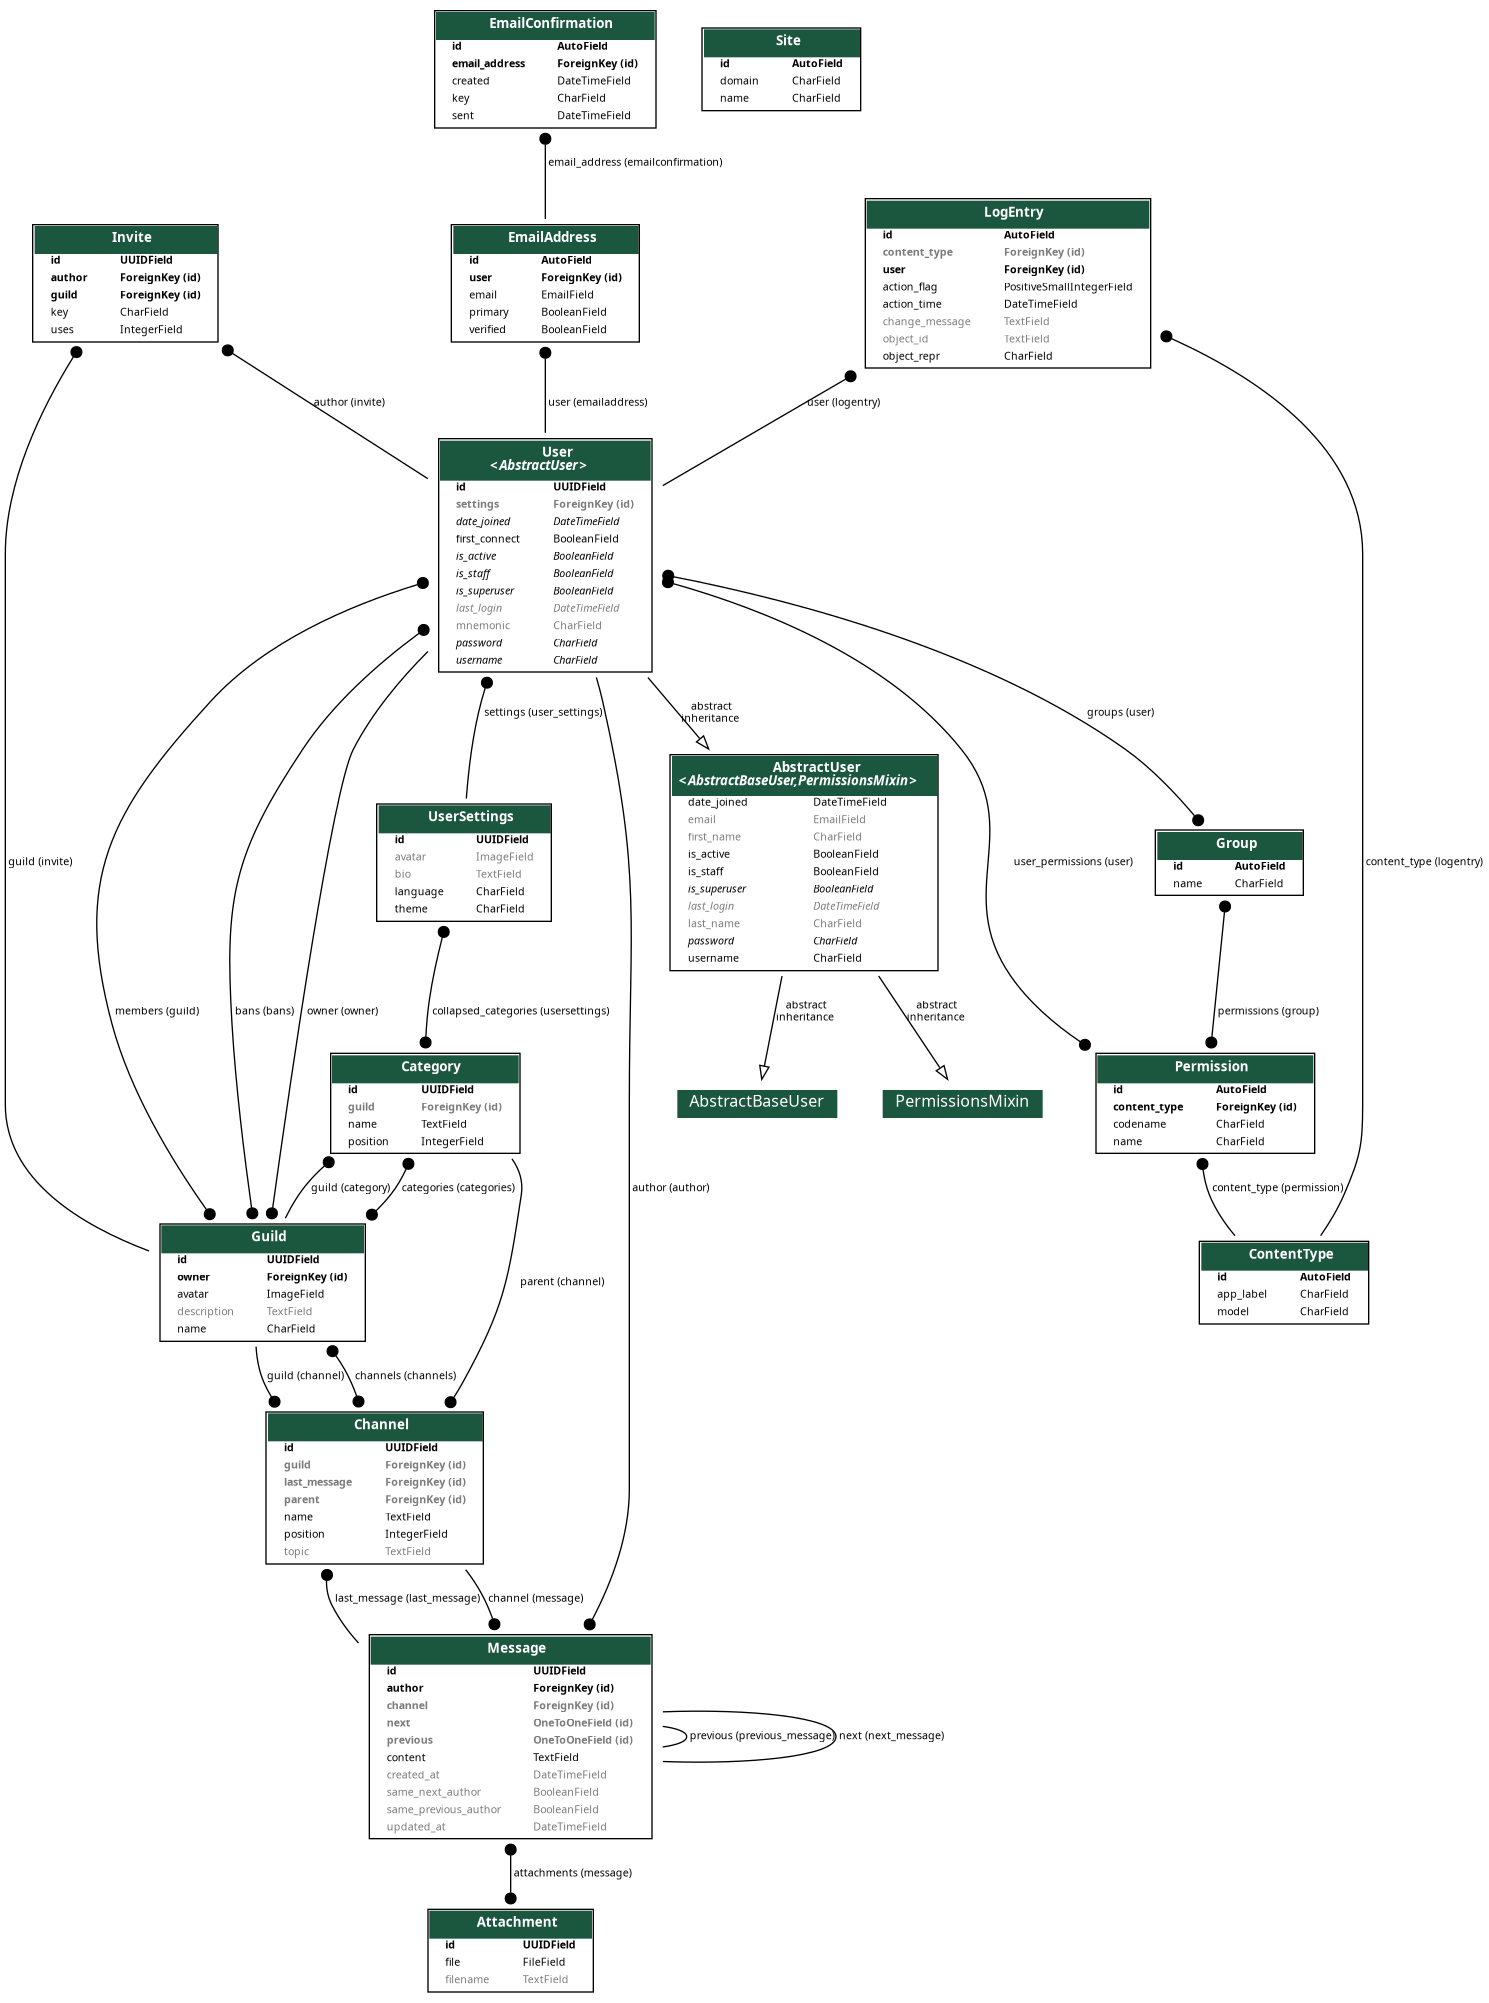 EmailConfirmation
id AutoField
email_address ForeignKey (id)
created DateTimeField
key CharField
sent DateTimeField
Site
id AutoField
domain CharField
name CharField
email_address (emailconfirmation)
Invite
id UUIDField
author ForeignKey (id)
guild ForeignKey (id)
key CharField
uses IntegerField
EmailAddress
id AutoField
user ForeignKey (id)
email EmailField
primary BooleanField
verified BooleanField
LogEntry
id AutoField
content_type ForeignKey (id)
user ForeignKey (id)
action_flag PositiveSmallIntegerField
action_time DateTimeField
change_message TextField
object_id TextField
object_repr CharField
author (invite)
user (emailaddress)
user (logentry)
User
<AbstractUser>
id UUIDField
settings ForeignKey (id)
date_joined DateTimeField
first_connect BooleanField
is_active BooleanField
is_staff BooleanField
is_superuser BooleanField
last_login DateTimeField
mnemonic CharField
password CharField
username CharField
settings (user_settings)
abstract
inheritance
groups (user)
UserSettings
id UUIDField
avatar ImageField
bio TextField
language CharField
theme CharField
AbstractUser
<AbstractBaseUser,PermissionsMixin>
date_joined DateTimeField
email EmailField
first_name CharField
is_active BooleanField
is_staff BooleanField
is_superuser BooleanField
last_login DateTimeField
last_name CharField
password CharField
username CharField
Group
id AutoField
name CharField
guild (invite)
user_permissions (user)
content_type (logentry)
members (guild)
bans (bans)
owner (owner)
collapsed_categories (usersettings)
abstract
inheritance
abstract
inheritance
permissions (group)
Category
id UUIDField
guild ForeignKey (id)
name TextField
position IntegerField
AbstractBaseUser
PermissionsMixin
Permission
id AutoField
content_type ForeignKey (id)
codename CharField
name CharField
guild (category)
categories (categories)
author (author)
content_type (permission)
Guild
id UUIDField
owner ForeignKey (id)
avatar ImageField
description TextField
name CharField
parent (channel)
ContentType
id AutoField
app_label CharField
model CharField
guild (channel)
channels (channels)
Channel
id UUIDField
guild ForeignKey (id)
last_message ForeignKey (id)
parent ForeignKey (id)
name TextField
position IntegerField
topic TextField
last_message (last_message)
channel (message)
Message
id UUIDField
author ForeignKey (id)
channel ForeignKey (id)
next OneToOneField (id)
previous OneToOneField (id)
content TextField
created_at DateTimeField
same_next_author BooleanField
same_previous_author BooleanField
updated_at DateTimeField
previous (previous_message)
next (next_message)
attachments (message)
Attachment
id UUIDField
file FileField
filename TextField